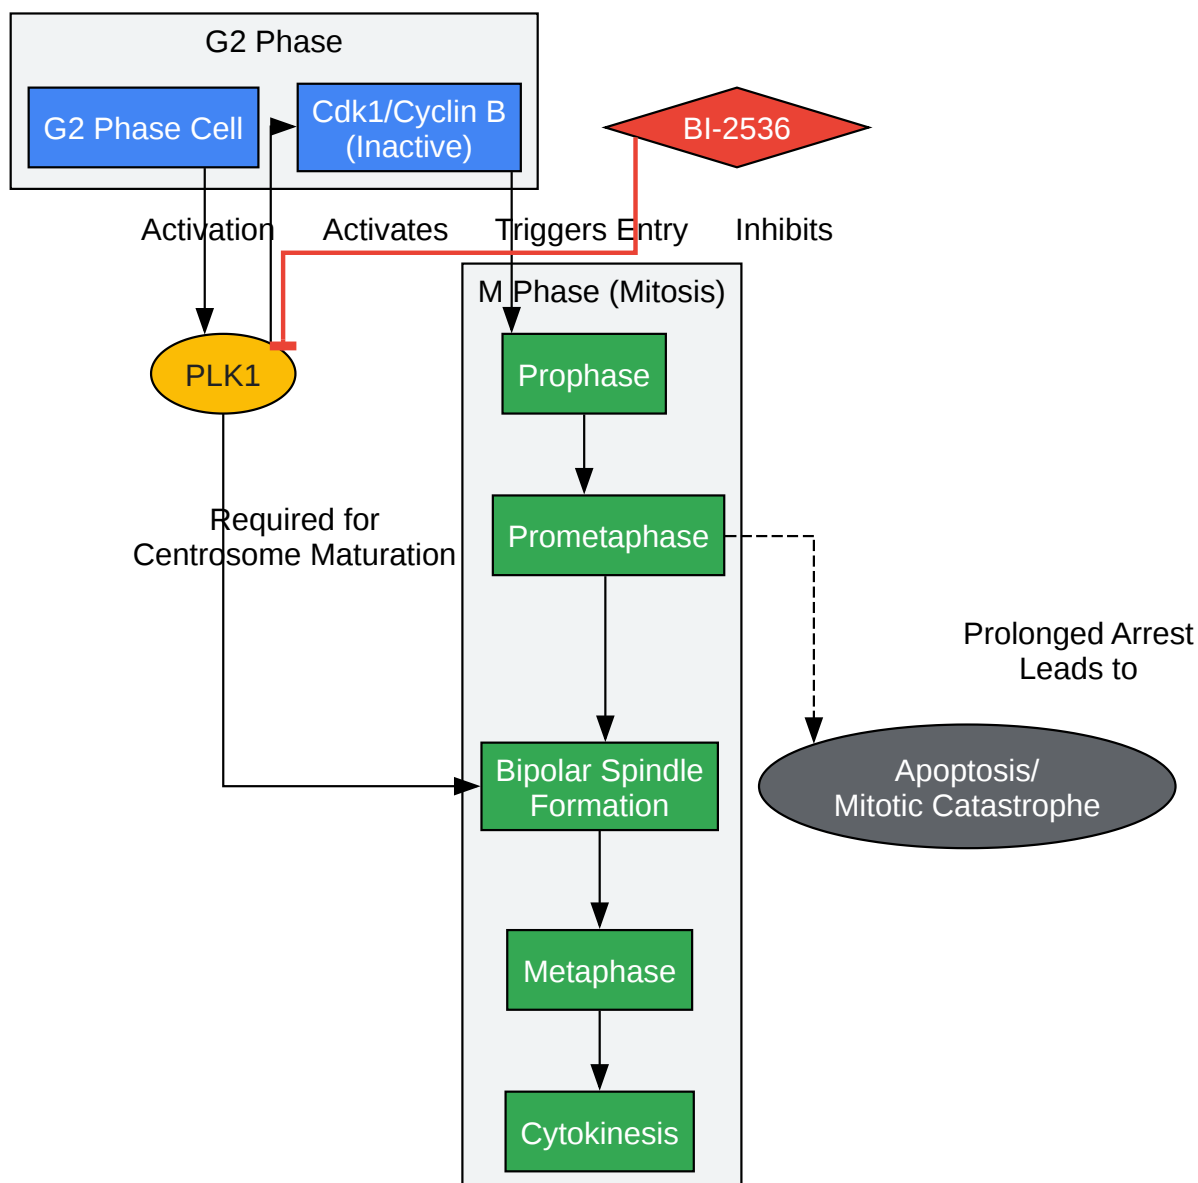 G2 Phase
G2 Phase Cell
Cdk1/Cyclin B
(Inactive)
BI-2536
Activation
Activates
Triggers Entry
Inhibits
M Phase (Mitosis)
PLK1
Prophase
Required for
Centrosome Maturation
Prometaphase
Prolonged Arrest
Leads to
Bipolar Spindle
Formation
Apoptosis/
Mitotic Catastrophe
Metaphase
Cytokinesis